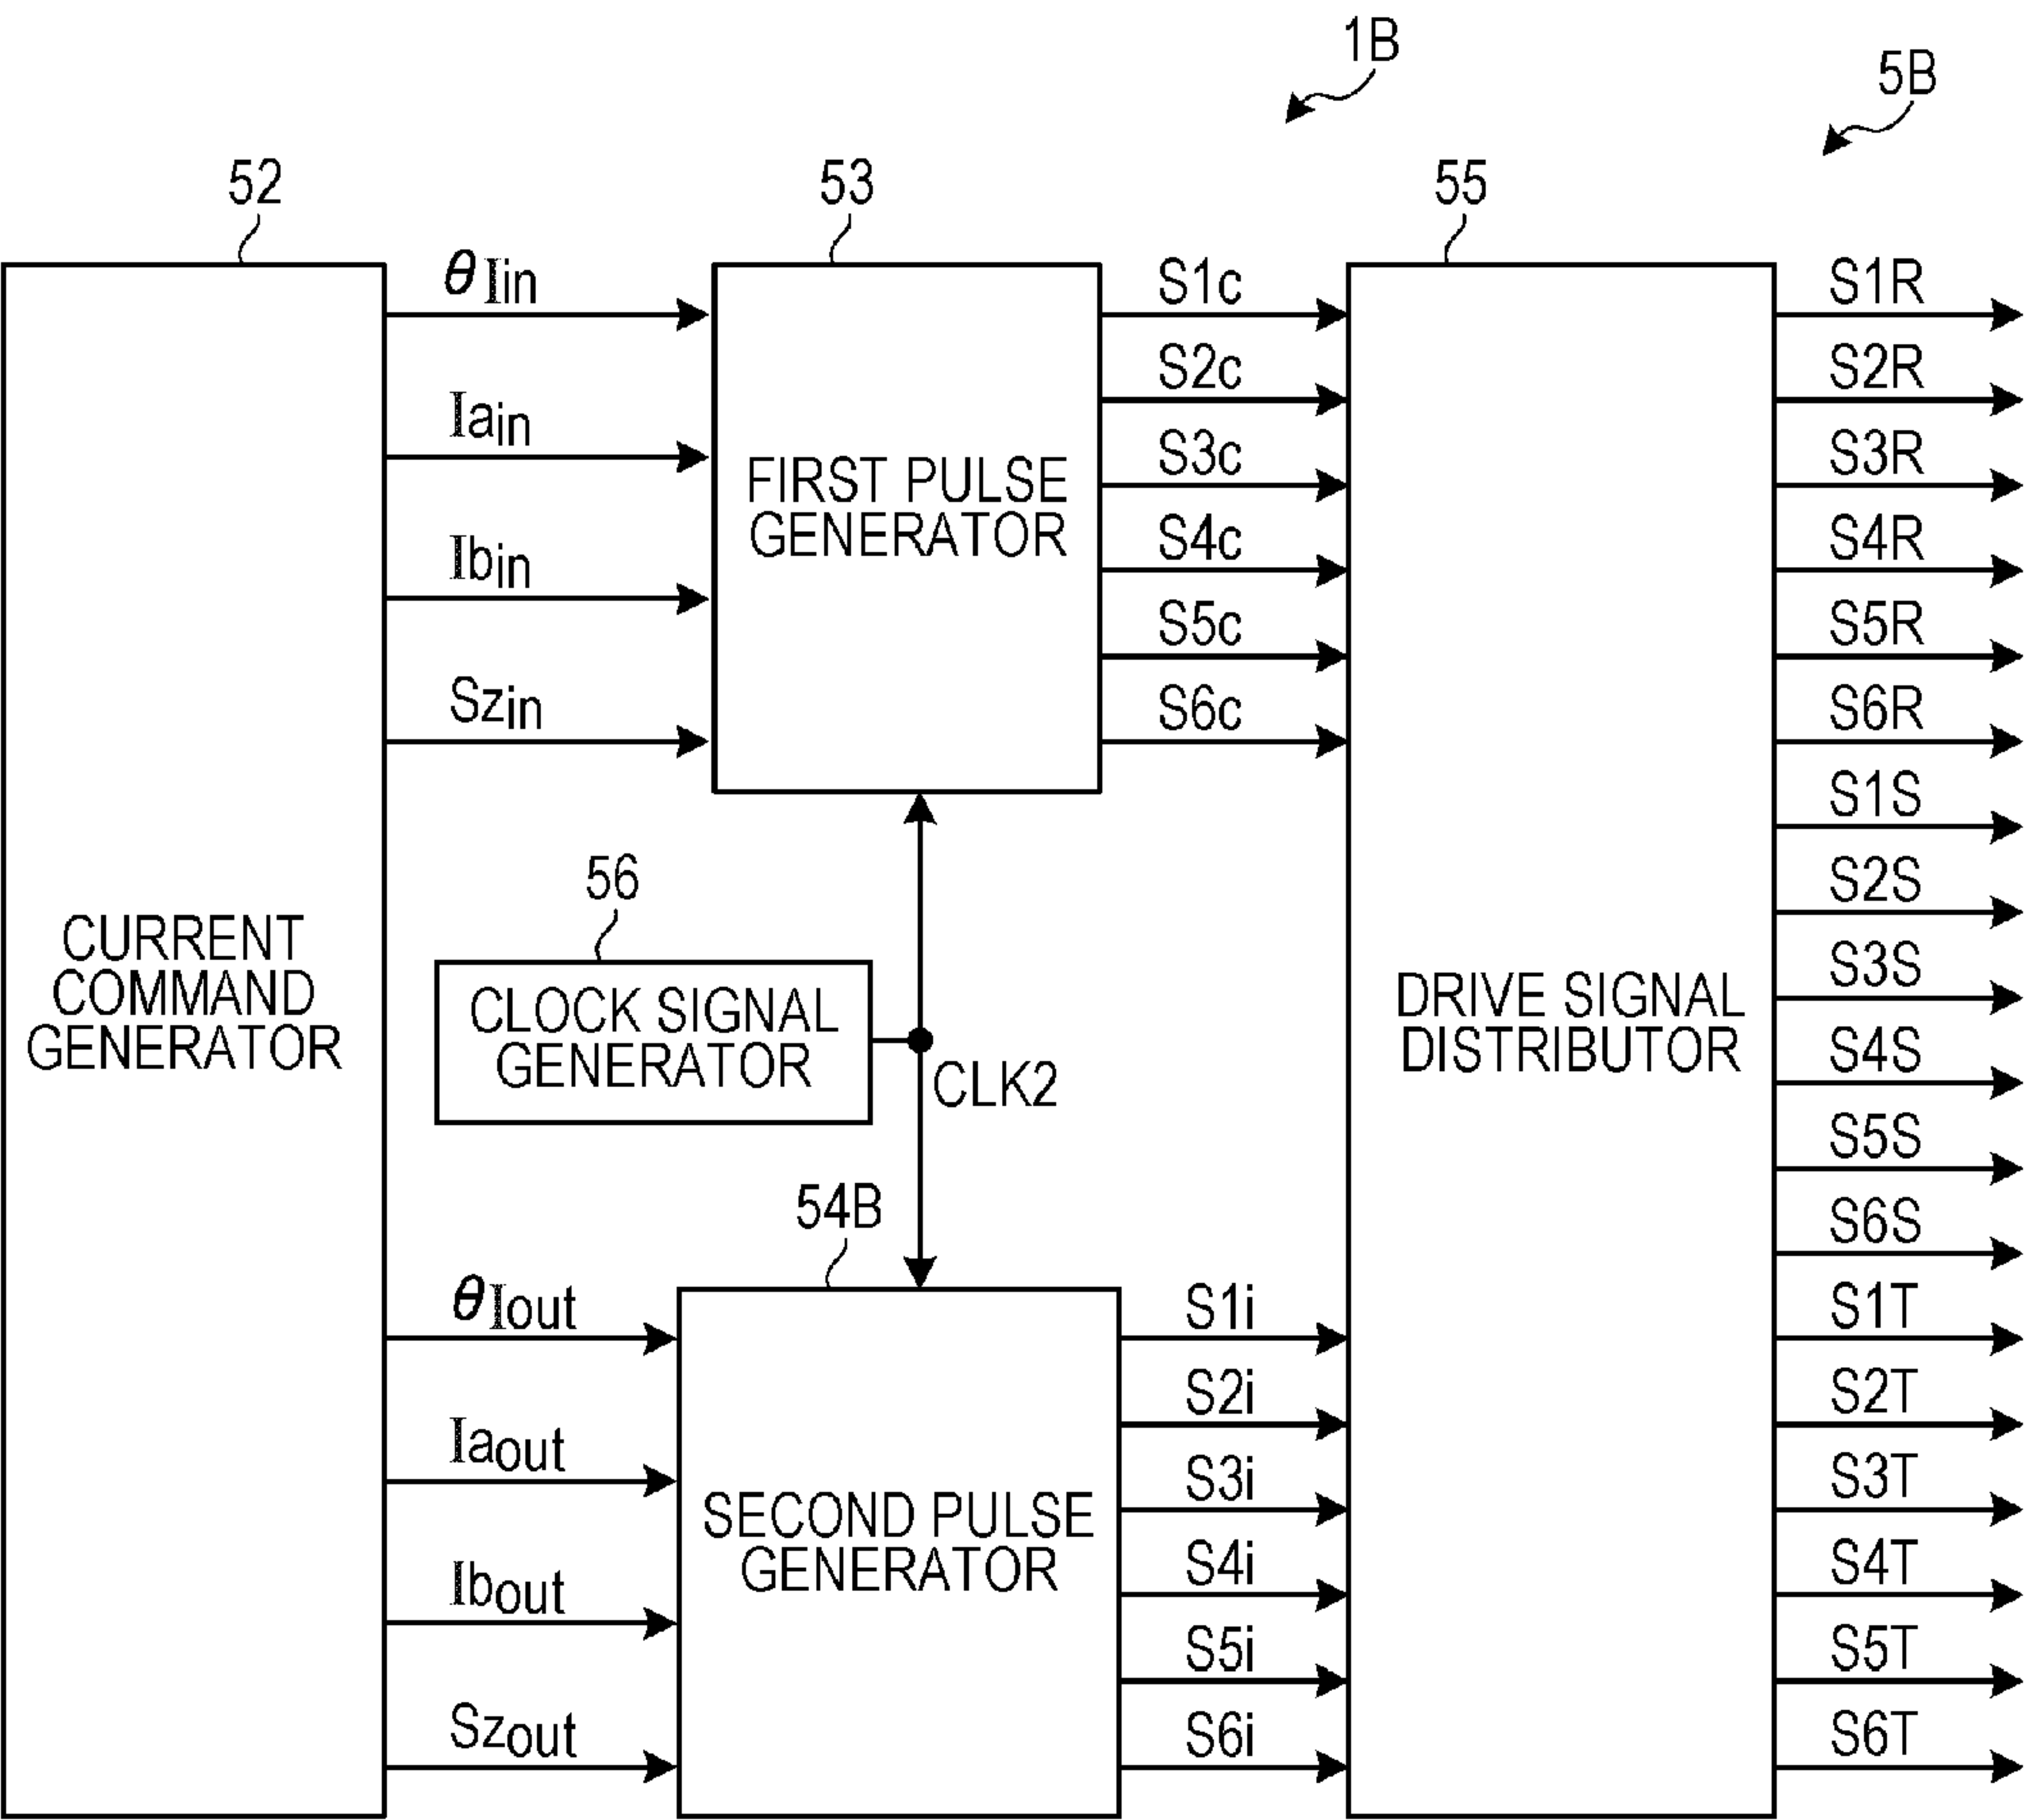 1B
5B
52
53
55
θIin
Iain
Ibin
Szin
FIRST PULSE
GENERATOR
S1c
S2c
S3c
S4c
S5c
S6c
S1R
S2R
S3R
S4R
S5R
S6R
S1S
S2S
S3S
S4S
S5S
S6S
S1T
S2T
S3T
S4T
S5T
S6T
CURRENT
COMMAND
GENERATOR
56
CLOCK SIGNAL
GENERATOR
CLK2
DRIVE SIGNAL
DISTRIBUTOR
54B
θIout
Iaout
Ibout
Szout
SECOND PULSE
GENERATOR
S1i
S2i
S3i
S4i
S5i
S6i